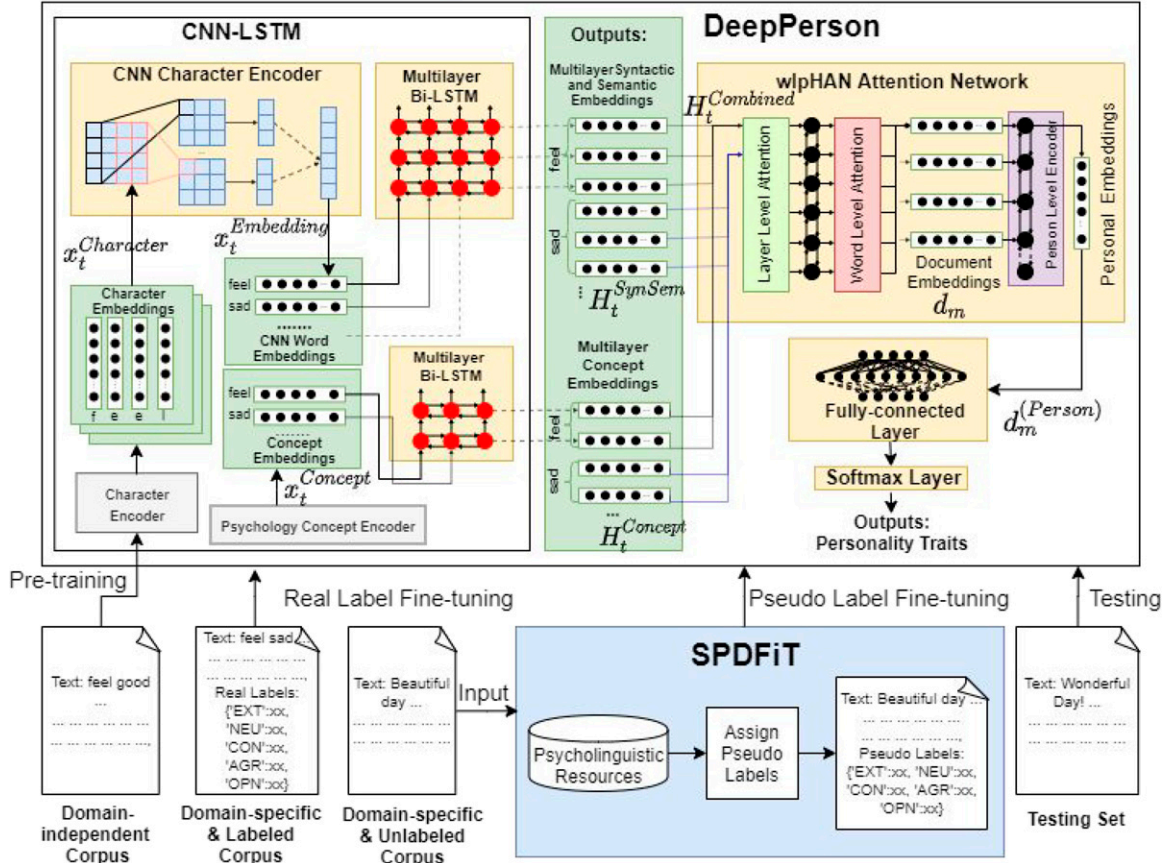 DeepPerson
CNN-LSTM
CNN Character Encoder
Multilayer
Bi-LSTM
x_t^{Character}
x_t^{Embedding}
Character
Embeddings
f e e l
feel
sad
........
CNN Word
Embeddings
feel
sad
........
Concept
Embeddings
x_t^{Concept}
Multilayer
Bi-LSTM
Character
Encoder
Psychology Concept Encoder
Outputs:
Multilayer Syntactic
and Semantic
Embeddings
feel
sad
H_t^{SynSem}
Multilayer
Concept
Embeddings
feel
sad
...
H_t^{Concept}
wlpHAN Attention Network
H_t^{Combined}
Layer Level Attention
Word Level Attention
Document
Embeddings
d_m
Person Level Encoder
Personal Embeddings
d_m^{(Person)}
Fully-connected
Layer
Softmax Layer
Outputs:
Personality Traits
Pre-training
Real Label Fine-tuning
Pseudo Label Fine-tuning
Testing
Text: feel good
...
... ... ... ... ...
... ... ... ... ...,
Domain-
independent
Corpus
Text: feel sad ...
... ... ... ... ...
... ... ... ... ...,
Real Labels:
{'EXT':xx,
'NEU':xx,
'CON':xx,
'AGR':xx,
'OPN':xx}
Domain-specific
& Labeled
Corpus
Text: Beautiful
day ...
... ... ... ... ...
... ... ... ... ...,
Domain-specific
& Unlabeled
Corpus
Input
SPDFiT
Psycholinguistic
Resources
Assign
Pseudo
Labels
Text: Beautiful day ...
... ... ... ... ...
... ... ... ... ...,
Pseudo Labels:
{'EXT':xx, 'NEU':xx,
'CON':xx, 'AGR':xx,
'OPN':xx}
Text: Wonderful
Day! ...
... ... ... ... ...
... ... ... ... ...
Testing Set